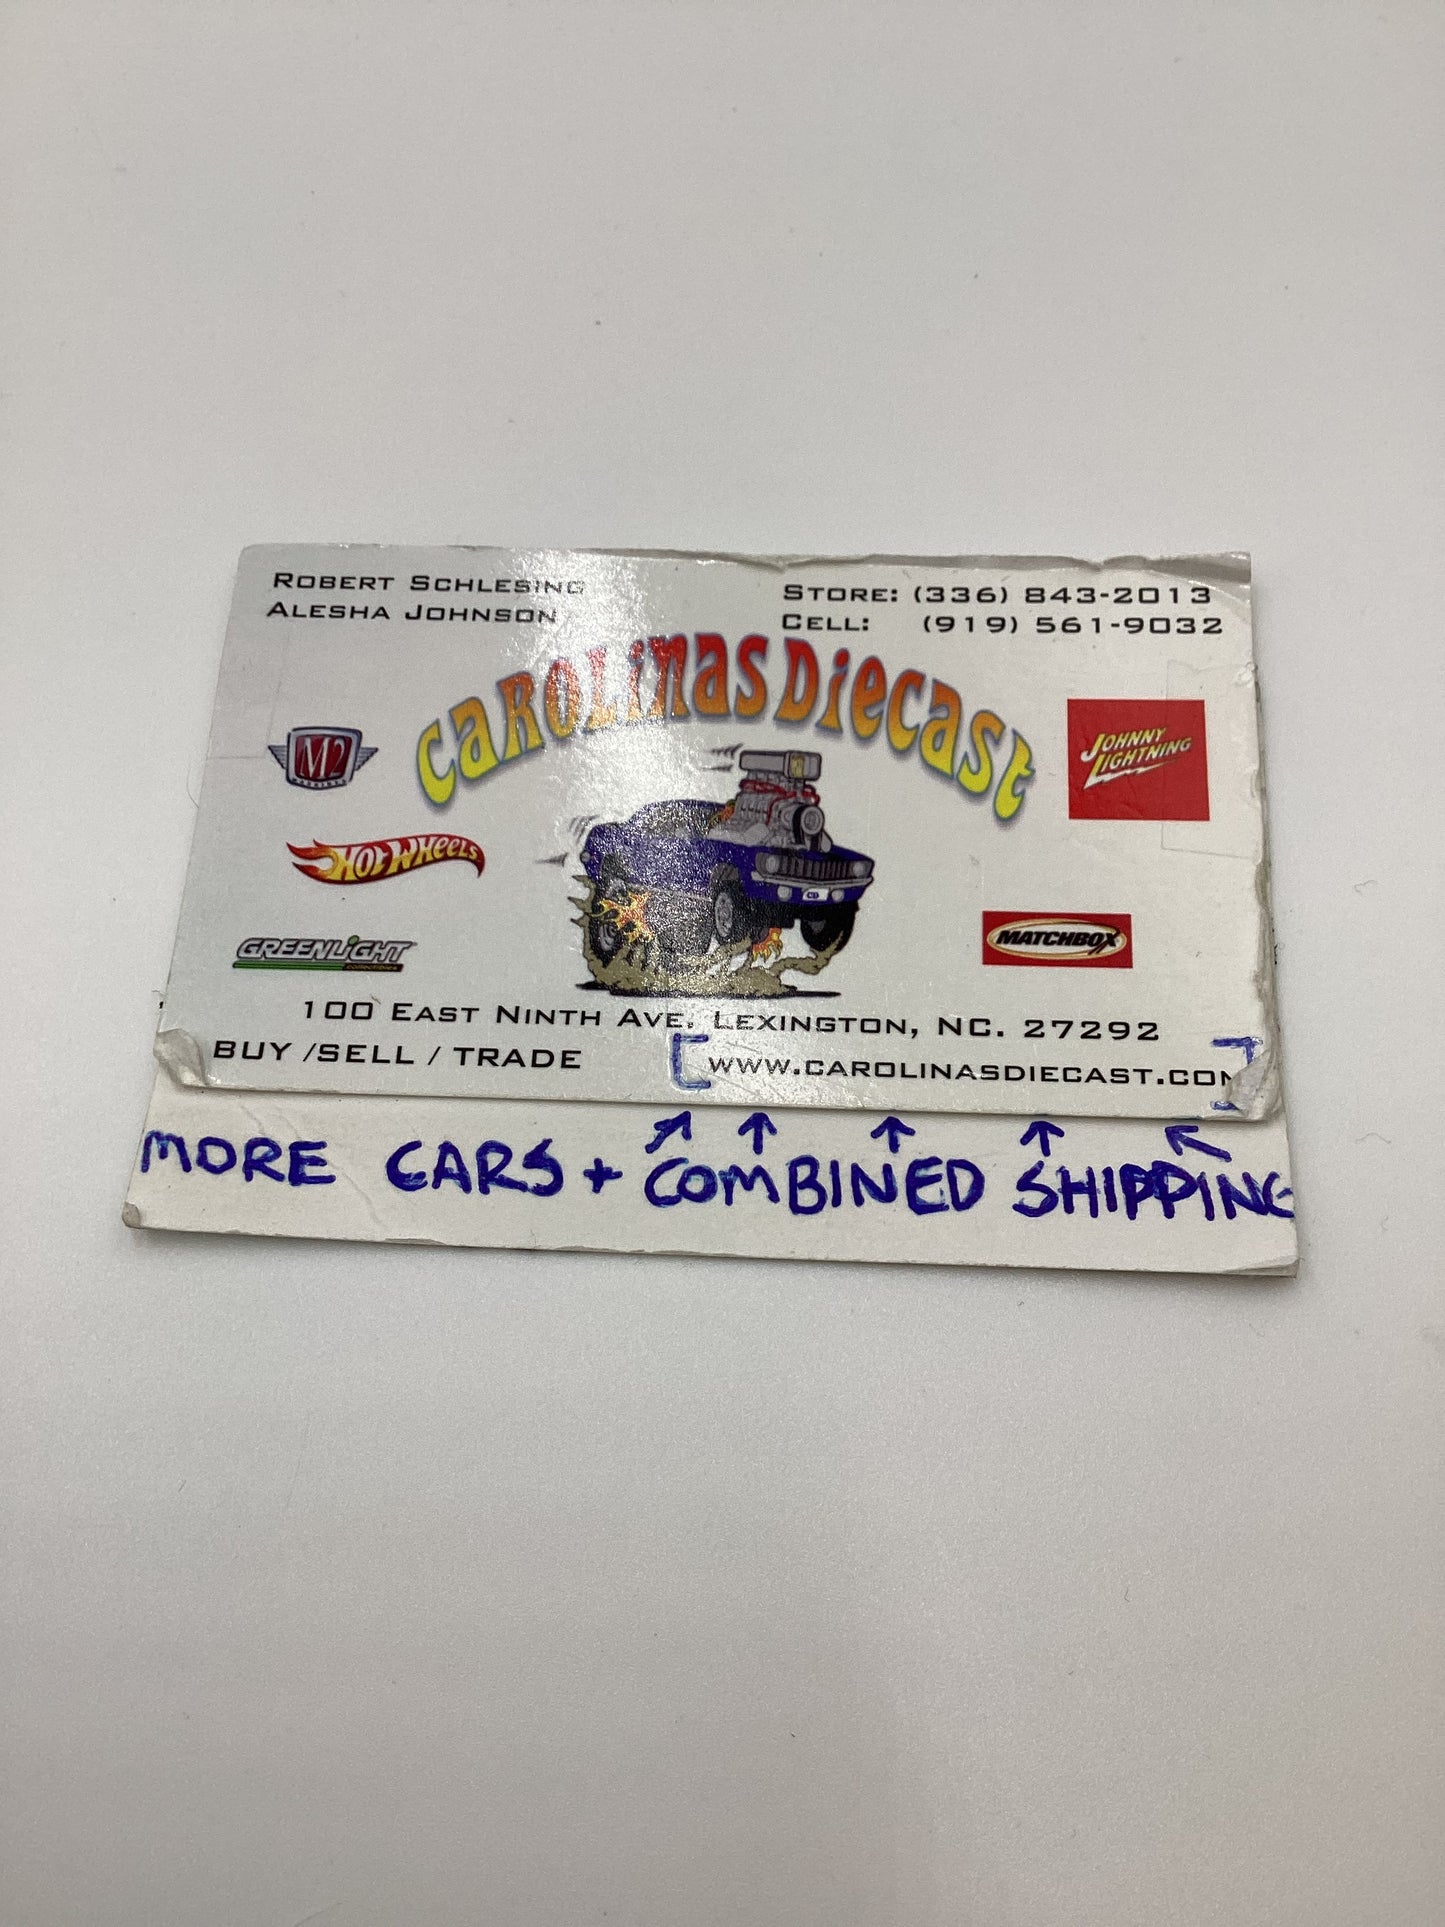 ROBERT SCHLESING
ALESHA JOHNSON
STORE: (336) 843-2013
CELL: (919) 561-9032
CAROLINAS DIECAST
M2
JOHNNY
LIGHTNING
HOT WHEELS
CD
GREENLIGHT
MATCHBOX
100 EAST NINTH AVE. LEXINGTON, NC. 27292
BUY /SELL / TRADE
[WWW.CAROLINASDIECAST.COM]
MORE CARS + COMBINED SHIPPING